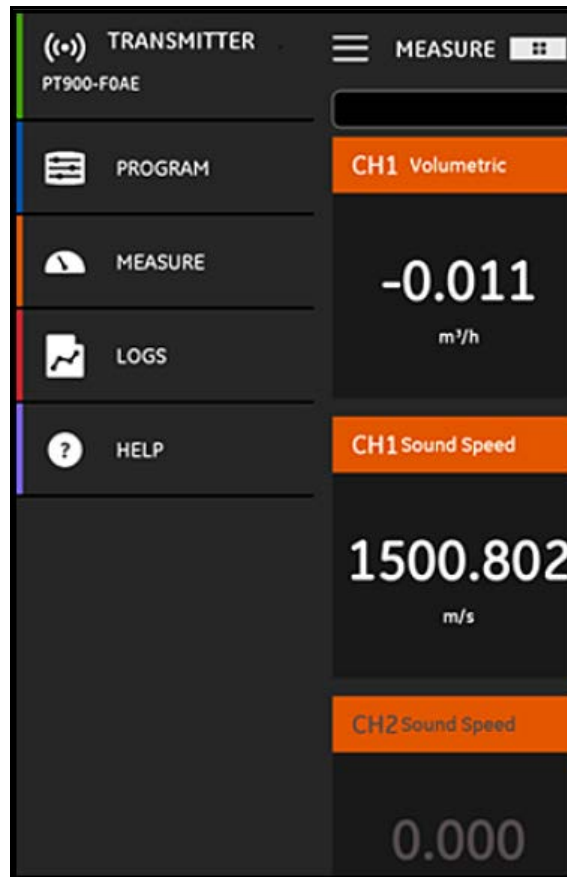 TRANSMITTER
PT900-F0AE
PROGRAM
MEASURE
LOGS
? HELP
MEASURE
CH1 Volumetric
-0.011
m³/h
CH1 Sound Speed
1500.802
m/s
CH2 Sound Speed
0.000